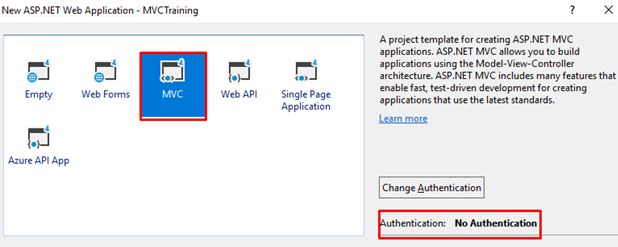 New ASP.NET Web Application - MVCTraining
? ×
Empty
Web Forms
MVC
Web API
Single Page
Application
Azure API App
A project template for creating ASP.NET MVC
applications. ASP.NET MVC allows you to build
applications using the Model-View-Controller
architecture. ASP.NET MVC includes many features that
enable fast, test-driven development for creating
applications that use the latest standards.
Learn more
Change Authentication
Authentication: No Authentication